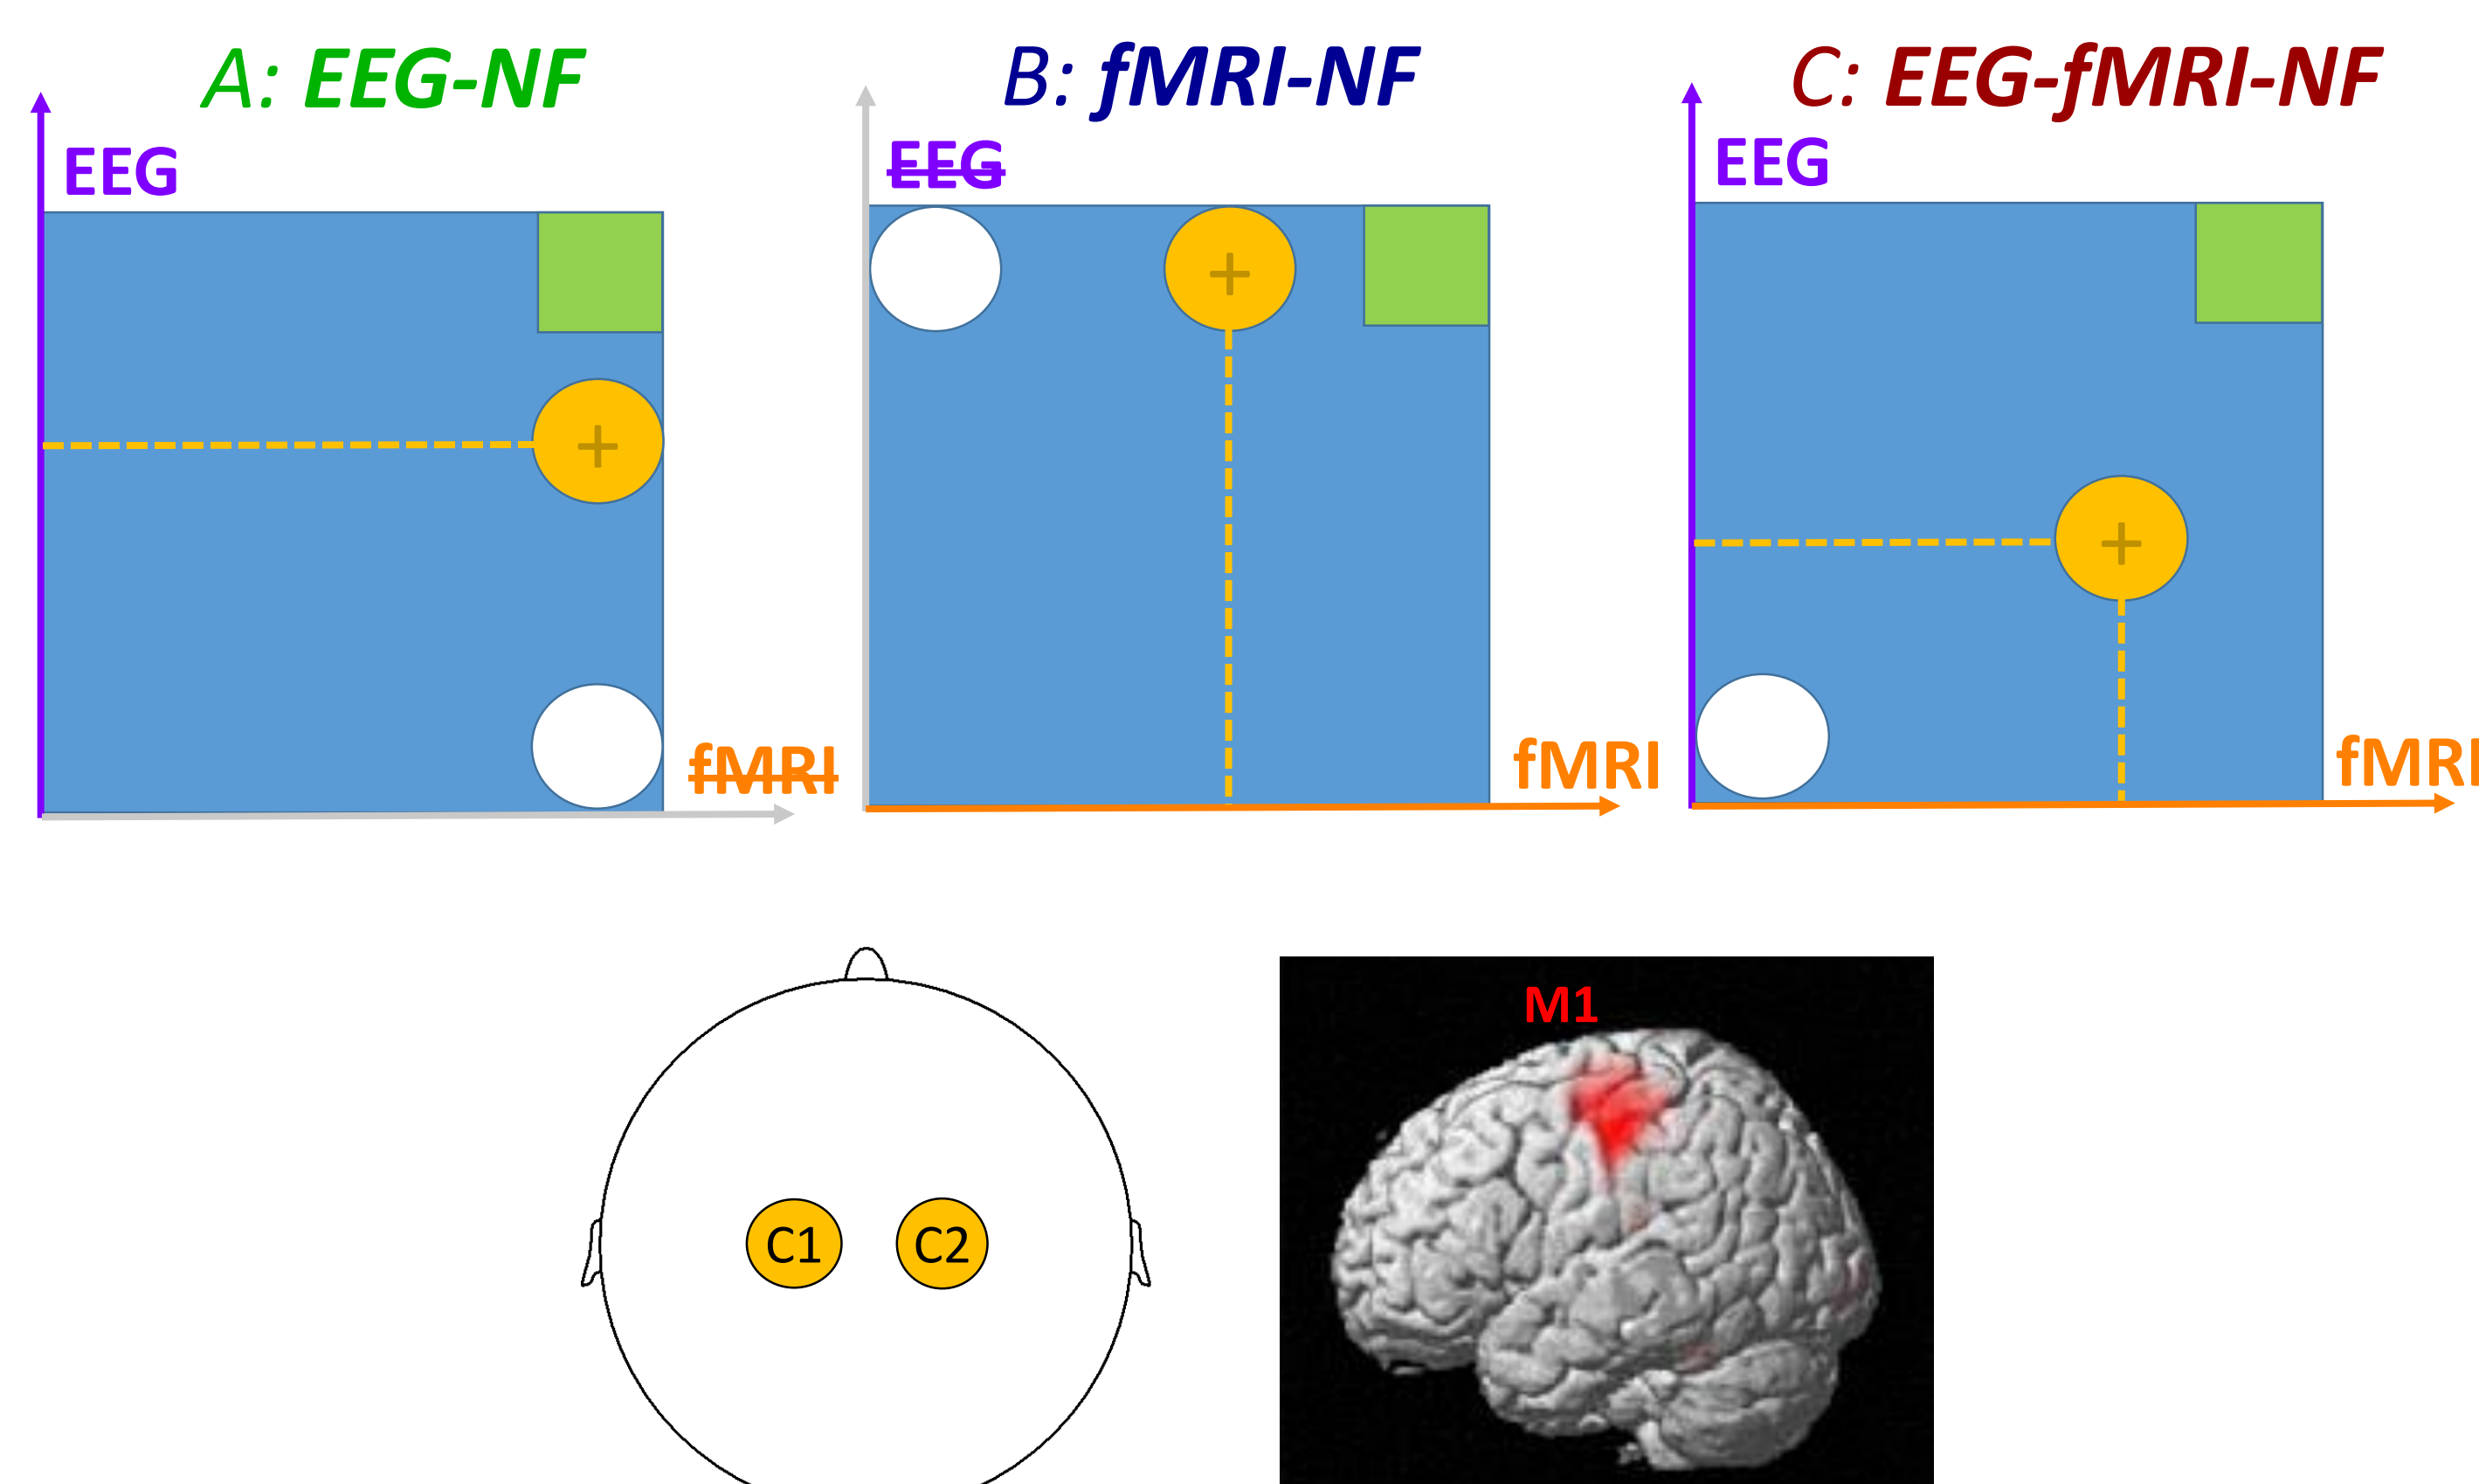 A: EEG-NF
B: fMRI-NF
C: EEG-fMRI-NF
EEG
EEG
EEG
+
+
+
fMRI
fMRI
fMRI
M1
C1
C2